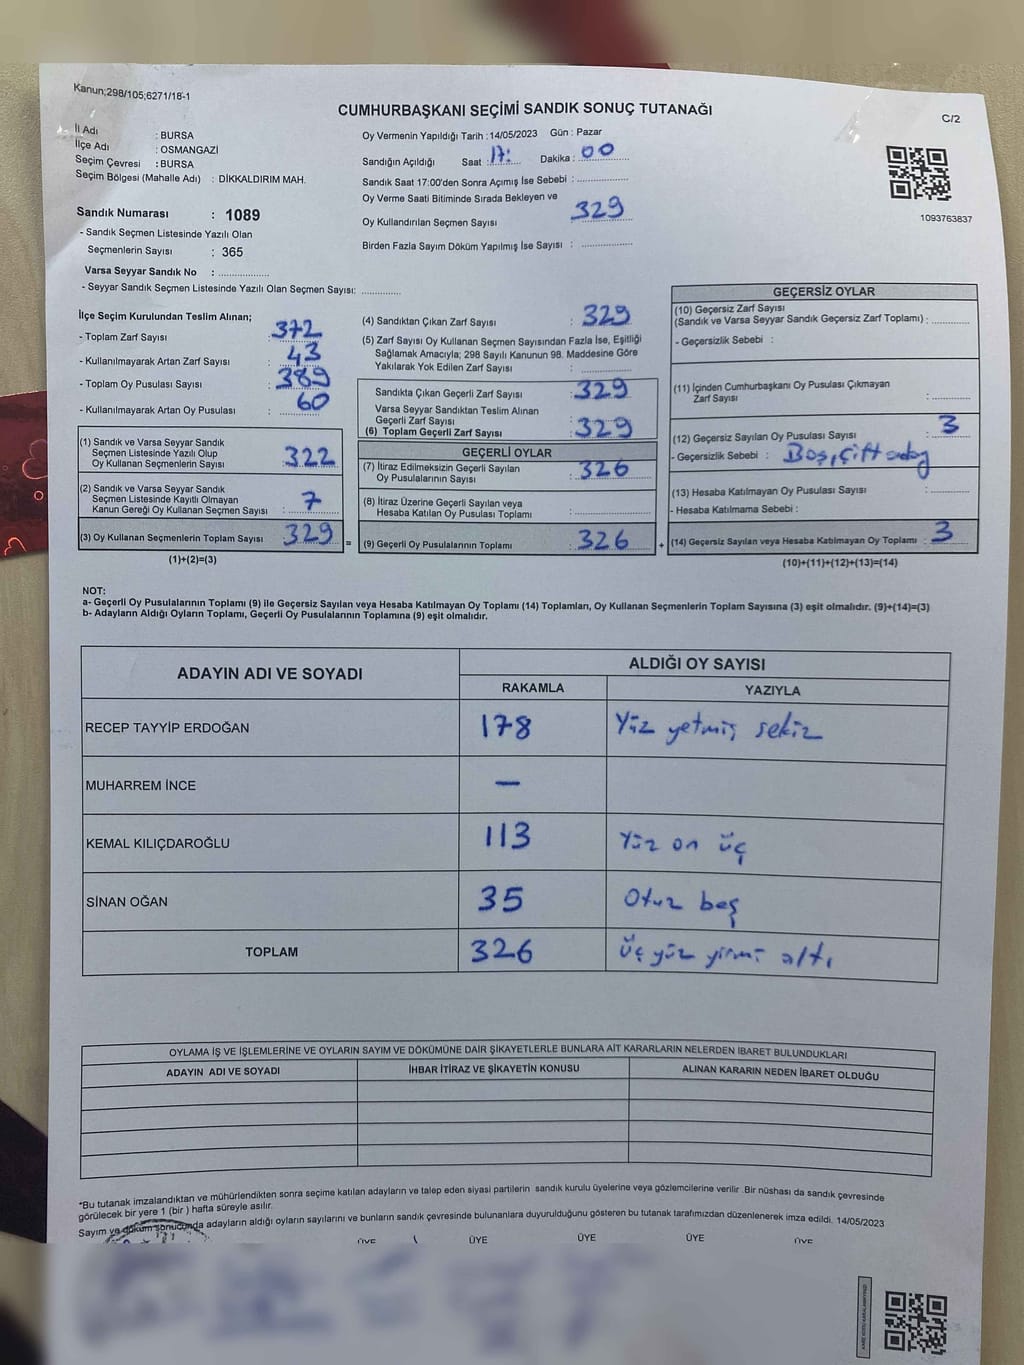 Kanun;298/105;6271/18-1
CUMHURBAŞKANI SEÇİMİ SANDIK SONUÇ TUTANAĞI
C/2
İl Adı : BURSA
İlçe Adı : OSMANGAZİ
Seçim Çevresi : BURSA
Seçim Bölgesi (Mahalle Adı) : DİKKALDIRIM MAH.
Sandık Numarası : 1089
- Sandık Seçmen Listesinde Yazılı Olan
Seçmenlerin Sayısı : 365
Varsa Seyyar Sandık No : ..................
- Seyyar Sandık Seçmen Listesinde Yazılı Olan Seçmen Sayısı: .............
Oy Vermenin Yapıldığı Tarih : 14/05/2023 Gün : Pazar
Sandığın Açıldığı Saat : 17: Dakika : 00
Sandık Saat 17:00'den Sonra Açımış İse Sebebi : ..................
Oy Verme Saati Bitiminde Sırada Bekleyen ve
Oy Kullandırılan Seçmen Sayısı 329
Birden Fazla Sayım Döküm Yapılmış İse Sayısı : ..................
1093763837
İlçe Seçim Kurulundan Teslim Alınan;
- Toplam Zarf Sayısı : 372
- Kullanılmayarak Artan Zarf Sayısı : 43
- Toplam Oy Pusulası Sayısı : 389
- Kullanılmayarak Artan Oy Pusulası : 60
(1) Sandık ve Varsa Seyyar Sandık
Seçmen Listesinde Yazılı Olup
Oy Kullanan Seçmenlerin Sayısı : 322
(2) Sandık ve Varsa Seyyar Sandık
Seçmen Listesinde Kayıtlı Olmayan
Kanun Gereği Oy Kullanan Seçmen Sayısı : 7
(3) Oy Kullanan Seçmenlerin Toplam Sayısı : 329 =
(1)+(2)=(3)
(4) Sandıktan Çıkan Zarf Sayısı : 329
(5) Zarf Sayısı Oy Kullanan Seçmen Sayısından Fazla İse, Eşitliği
Sağlamak Amacıyla; 298 Sayılı Kanunun 98. Maddesine Göre
Yakılarak Yok Edilen Zarf Sayısı : ..................
Sandıkta Çıkan Geçerli Zarf Sayısı : 329
Varsa Seyyar Sandıktan Teslim Alınan
Geçerli Zarf Sayısı
(6) Toplam Geçerli Zarf Sayısı : 329
GEÇERLİ OYLAR
(7) İtiraz Edilmeksizin Geçerli Sayılan
Oy Pusulalarının Sayısı : 326
(8) İtiraz Üzerine Geçerli Sayılan veya
Hesaba Katılan Oy Pusulası Toplamı : ..................
(9) Geçerli Oy Pusulalarının Toplamı : 326 +
GEÇERSİZ OYLAR
(10) Geçersiz Zarf Sayısı
(Sandık ve Varsa Seyyar Sandık Geçersiz Zarf Toplamı) : .............
- Geçersizlik Sebebi :
(11) İçinden Cumhurbaşkanı Oy Pusulası Çıkmayan
Zarf Sayısı : .............
(12) Geçersiz Sayılan Oy Pusulası Sayısı : 3
- Geçersizlik Sebebi : Boş, Çift aday
(13) Hesaba Katılmayan Oy Pusulası Sayısı : .............
- Hesaba Katılmama Sebebi :
(14) Geçersiz Sayılan veya Hesaba Katılmayan Oy Toplamı : 3
(10)+(11)+(12)+(13)=(14)
NOT:
a- Geçerli Oy Pusulalarının Toplamı (9) ile Geçersiz Sayılan veya Hesaba Katılmayan Oy Toplamı (14) Toplamları, Oy Kullanan Seçmenlerin Toplam Sayısına (3) eşit olmalıdır. (9)+(14)=(3)
b- Adayların Aldığı Oyların Toplamı, Geçerli Oy Pusulalarının Toplamına (9) eşit olmalıdır.
ADAYIN ADI VE SOYADI ALDIĞI OY SAYISI
RAKAMLA YAZIYLA
RECEP TAYYİP ERDOĞAN 178 Yüz yetmiş sekiz
MUHARREM İNCE —
KEMAL KILIÇDAROĞLU 113 Yüz on üç
SİNAN OĞAN 35 Otuz beş
TOPLAM 326 üç yüz yirmi altı
OYLAMA İŞ VE İŞLEMLERİNE VE OYLARIN SAYIM VE DÖKÜMÜNE DAİR ŞİKAYETLERLE BUNLARA AİT KARARLARIN NELERDEN İBARET BULUNDUKLARI
ADAYIN ADI VE SOYADI İHBAR İTİRAZ VE ŞİKAYETİN KONUSU ALINAN KARARIN NEDEN İBARET OLDUĞU
*Bu tutanak imzalandıktan ve mühürlendikten sonra seçime katılan adayların ve talep eden siyasi partilerin sandık kurulu üyelerine veya gözlemcilerine verilir .Bir nüshası da sandık çevresinde
görülecek bir yere 1 (bir ) hafta süreyle asılır.
Sayım ve döküm sonucunda adayların aldığı oyların sayılarını ve bunların sandık çevresinde bulunanlara duyurulduğunu gösteren bu tutanak tarafımızdan düzenlenerek imza edildi. 14/05/2023
ÜYE ÜYE ÜYE ÜYE ÜYE